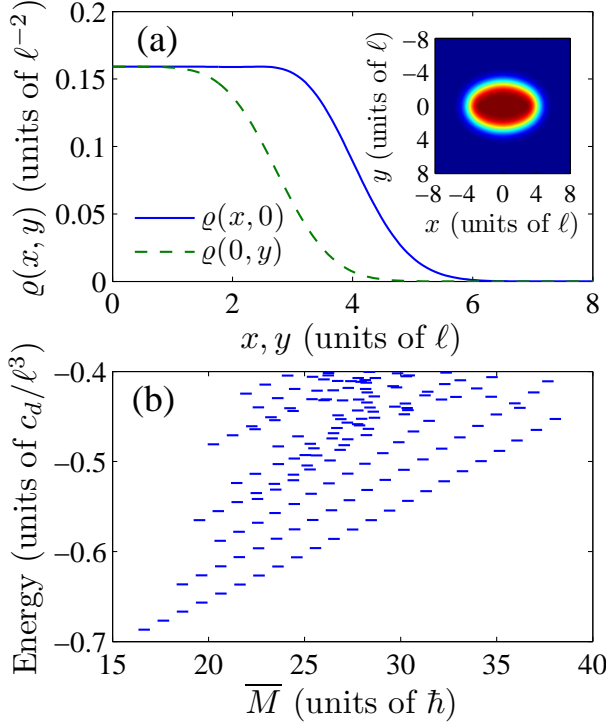 (a)
ϱ(x, y) (units of ℓ⁻²)
0.2
0.15
0.1
0.05
0
ϱ(x, 0)
ϱ(0, y)
0 2 4 6 8
x, y (units of ℓ)
y (units of ℓ)
−8
−4
0
4
8
−8 −4 0 4 8
x (units of ℓ)
(b)
Energy (units of c_d/ℓ³)
−0.4
−0.5
−0.6
−0.7
15 20 25 30 35 40
M̅ (units of ℏ)